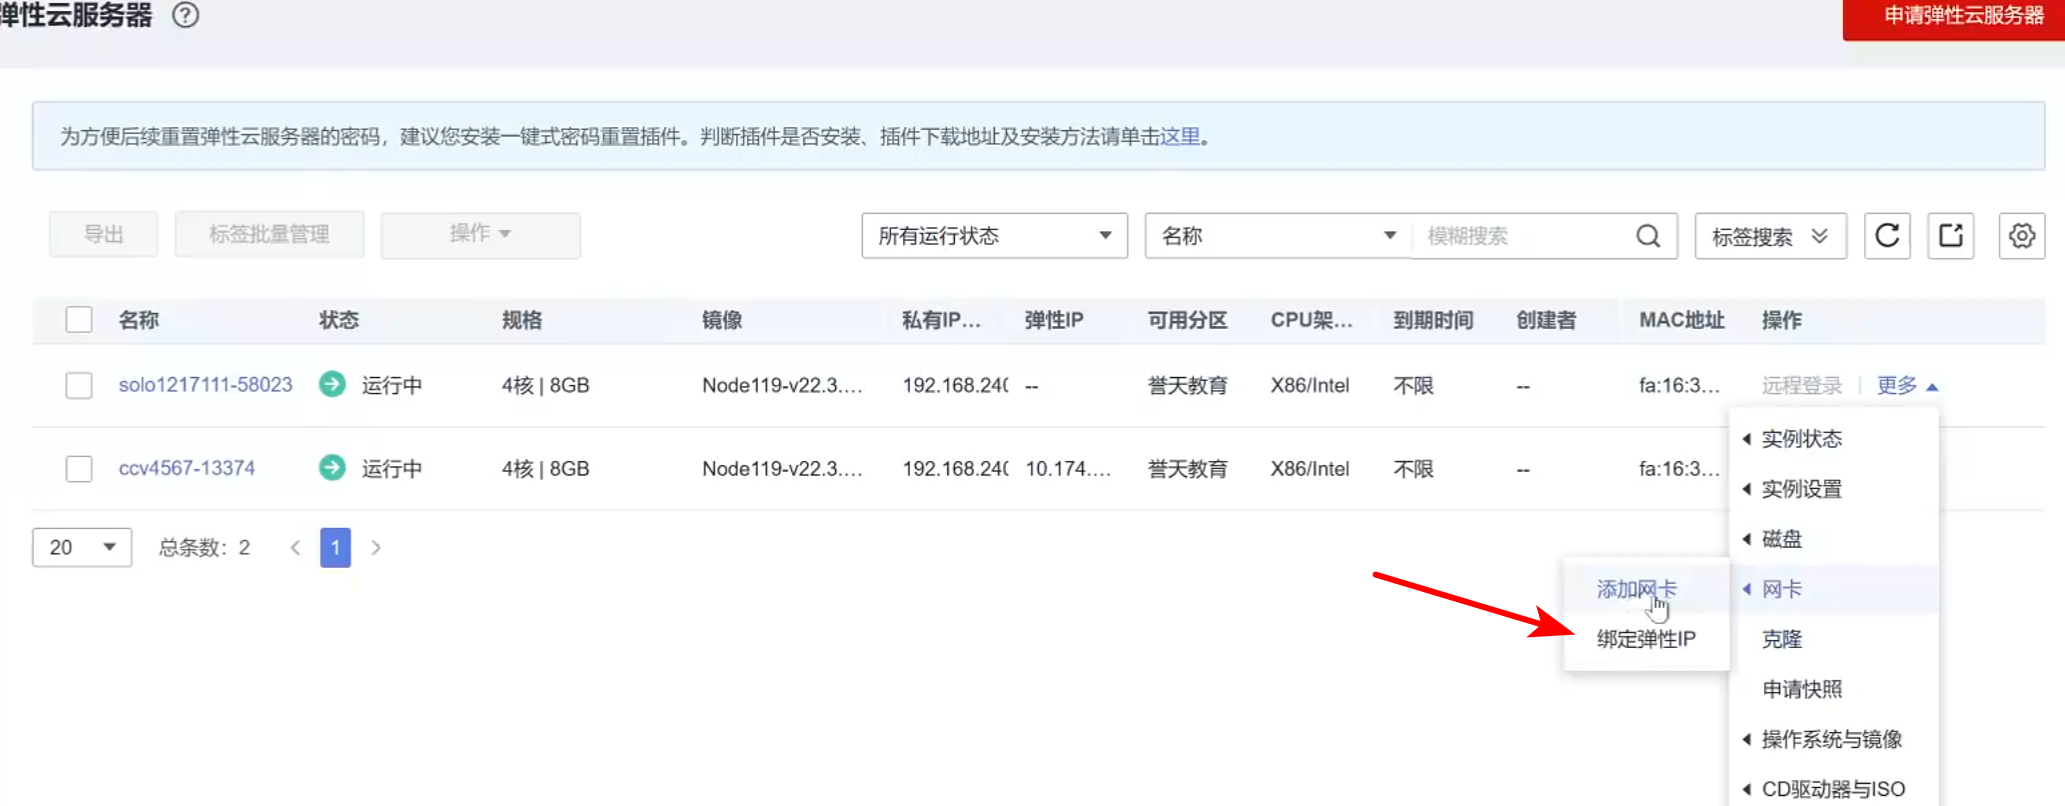 弹性云服务器
申请弹性云服务器
为方便后续重置弹性云服务器的密码，建议您安装一键式密码重置插件。判断插件是否安装、插件下载地址及安装方法请单击这里。
导出 标签批量管理 操作 所有运行状态 名称 模糊搜索 标签搜索
名称 状态 规格 镜像 私有IP... 弹性IP 可用分区 CPU架... 到期时间 创建者 MAC地址 操作
solo1217111-58023 运行中 4核 | 8GB Node119-v22.3.... 192.168.240 -- 誉天教育 X86/Intel 不限 -- fa:16:3... 远程登录 更多
ccv4567-13374 运行中 4核 | 8GB Node119-v22.3.... 192.168.240 10.174.... 誉天教育 X86/Intel 不限 -- fa:16:3...
20 总条数：2 < 1 >
实例状态
实例设置
磁盘
网卡
添加网卡
绑定弹性IP
克隆
申请快照
操作系统与镜像
CD驱动器与ISO